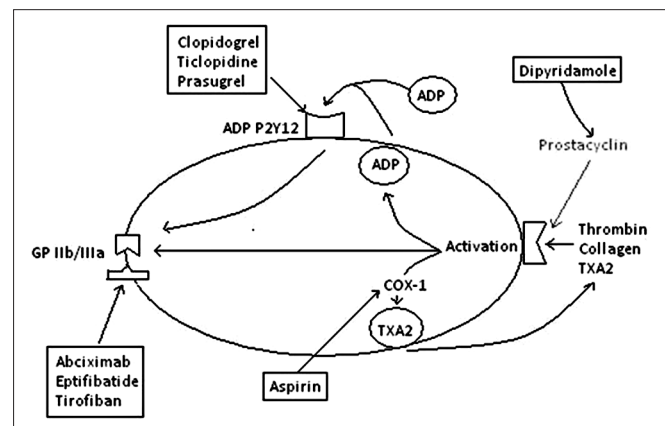 Clopidogrel
Ticlopidine
Prasugrel
Dipyridamole
ADP
ADP P2Y12
Prostacyclin
ADP
Thrombin
Collagen
TXA2
Activation
GP IIb/IIIa
COX-1
TXA2
Abciximab
Eptifibatide
Tirofiban
Aspirin